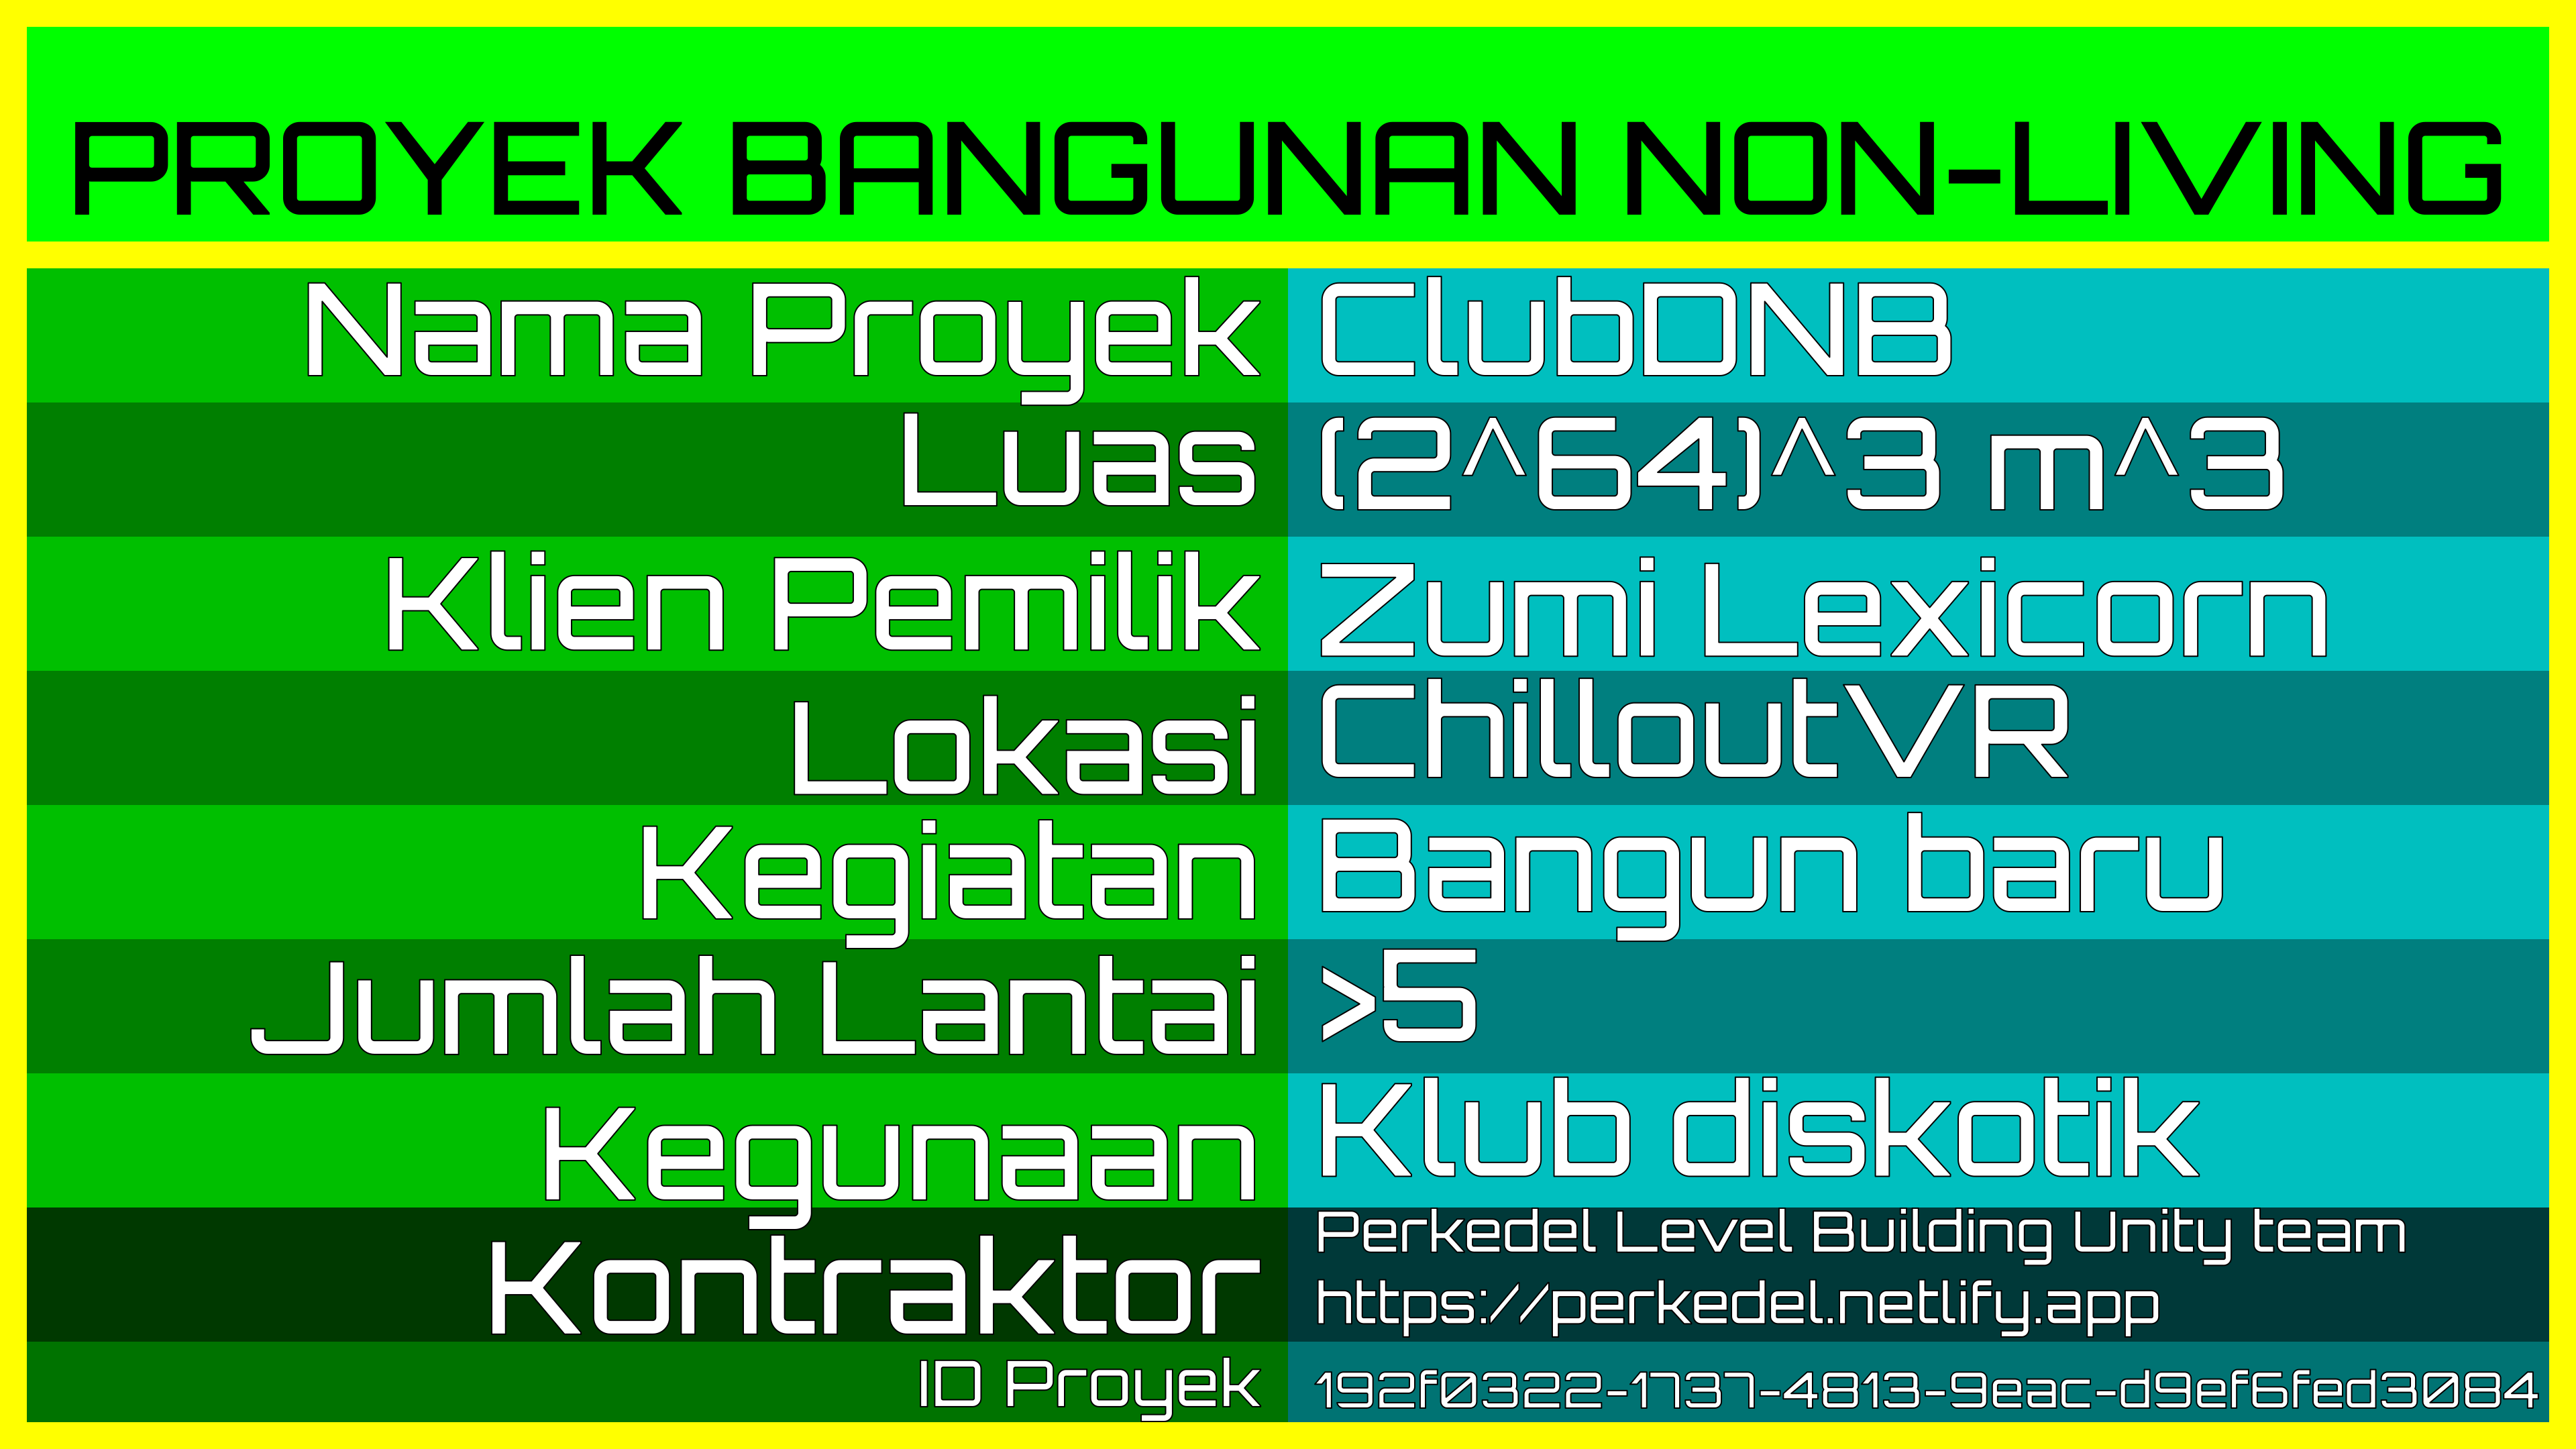 PROYEK BANGUNAN NON-LIVING
Nama Proyek ClubDNB
Luas (2^64)^3 m^3
Klien Pemilik Zumi Lexicorn
Lokasi ChilloutVR
Kegiatan Bangun baru
Jumlah Lantai >5
Kegunaan Klub diskotik
Kontraktor Perkedel Level Building Unity team
https://perkedel.netlify.app
ID Proyek 192f0322-1737-4813-9eac-d9ef6fed3084